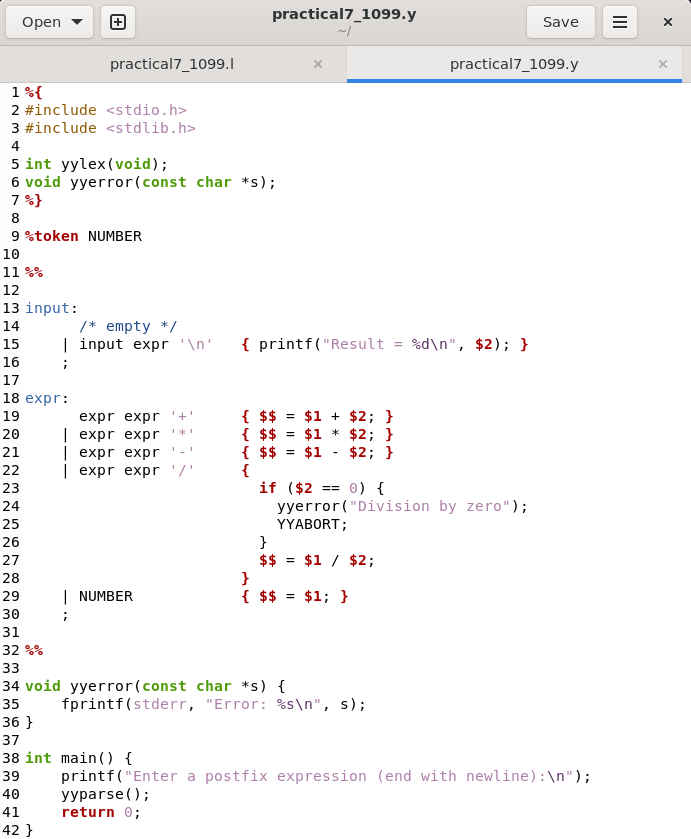 Open
practical7_1099.y
~/
Save
practical7_1099.l
practical7_1099.y
1 %{
2 #include <stdio.h>
3 #include <stdlib.h>
4
5 int yylex(void);
6 void yyerror(const char *s);
7 %}
8
9 %token NUMBER
10
11 %%
12
13 input:
14       /* empty */
15     | input expr '\n'   { printf("Result = %d\n", $2); }
16     ;
17
18 expr:
19       expr expr '+'     { $$ = $1 + $2; }
20     | expr expr '*'     { $$ = $1 * $2; }
21     | expr expr '-'     { $$ = $1 - $2; }
22     | expr expr '/'     {
23                           if ($2 == 0) {
24                             yyerror("Division by zero");
25                             YYABORT;
26                           }
27                           $$ = $1 / $2;
28                         }
29     | NUMBER            { $$ = $1; }
30     ;
31
32 %%
33
34 void yyerror(const char *s) {
35     fprintf(stderr, "Error: %s\n", s);
36 }
37
38 int main() {
39     printf("Enter a postfix expression (end with newline):\n");
40     yyparse();
41     return 0;
42 }